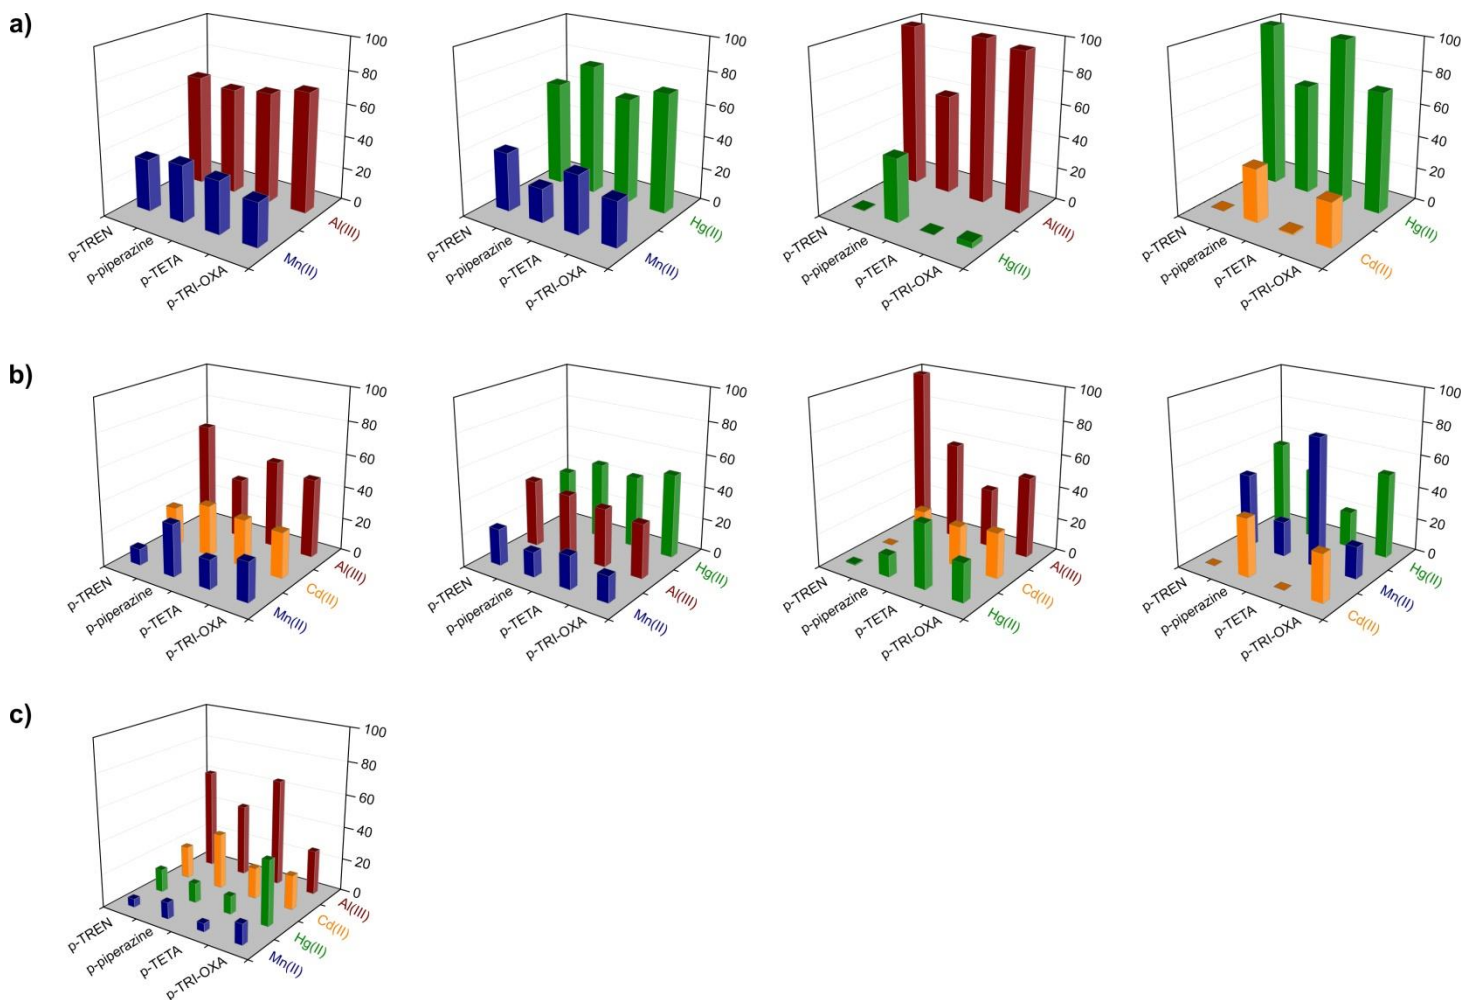 a)
100
80
60
40
20
0
p-TREN
p-piperazine
p-TETA
p-TRI-OXA
Mn(II)
Al(III)
100
80
60
40
20
0
p-TREN
p-piperazine
p-TETA
p-TRI-OXA
Mn(II)
Hg(II)
100
80
60
40
20
0
p-TREN
p-piperazine
p-TETA
p-TRI-OXA
Hg(II)
Al(III)
100
80
60
40
20
0
p-TREN
p-piperazine
p-TETA
p-TRI-OXA
Cd(II)
Hg(II)
b)
100
80
60
40
20
0
p-TREN
p-piperazine
p-TETA
p-TRI-OXA
Mn(II)
Cd(II)
Al(III)
100
80
60
40
20
0
p-TREN
p-piperazine
p-TETA
p-TRI-OXA
Mn(II)
Al(III)
Hg(II)
100
80
60
40
20
0
p-TREN
p-piperazine
p-TETA
p-TRI-OXA
Hg(II)
Cd(II)
Al(III)
100
80
60
40
20
0
p-TREN
p-piperazine
p-TETA
p-TRI-OXA
Cd(II)
Mn(II)
Hg(II)
c)
100
80
60
40
20
0
p-TREN
p-piperazine
p-TETA
p-TRI-OXA
Mn(II)
Hg(II)
Cd(II)
Al(III)